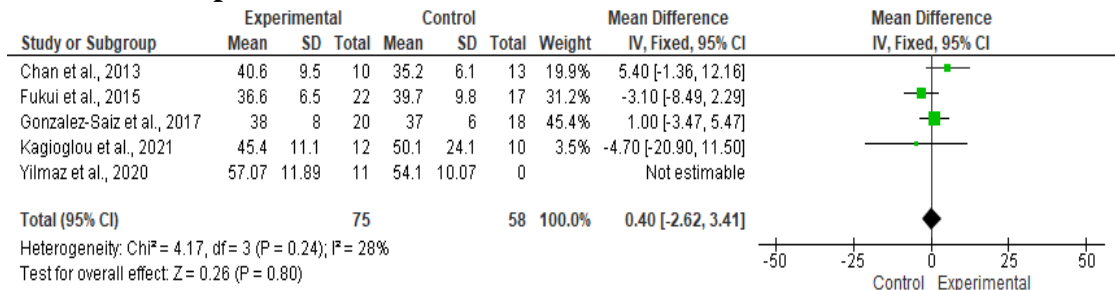 Experimental Control Mean Difference Mean Difference
Study or Subgroup Mean SD Total Mean SD Total Weight IV, Fixed, 95% CI IV, Fixed, 95% CI
Chan et al., 2013 40.6 9.5 10 35.2 6.1 13 19.9% 5.40 [-1.36, 12.16]
Fukui et al., 2015 36.6 6.5 22 39.7 9.8 17 31.2% -3.10 [-8.49, 2.29]
Gonzalez-Saiz et al., 2017 38 8 20 37 6 18 45.4% 1.00 [-3.47, 5.47]
Kagioglou et al., 2021 45.4 11.1 12 50.1 24.1 10 3.5% -4.70 [-20.90, 11.50]
Yilmaz et al., 2020 57.07 11.89 11 54.1 10.07 0 Not estimable
Total (95% CI) 75 58 100.0% 0.40 [-2.62, 3.41]
Heterogeneity: Chi² = 4.17, df = 3 (P = 0.24); I² = 28%
Test for overall effect: Z = 0.26 (P = 0.80)
-50 -25 0 25 50
Control Experimental